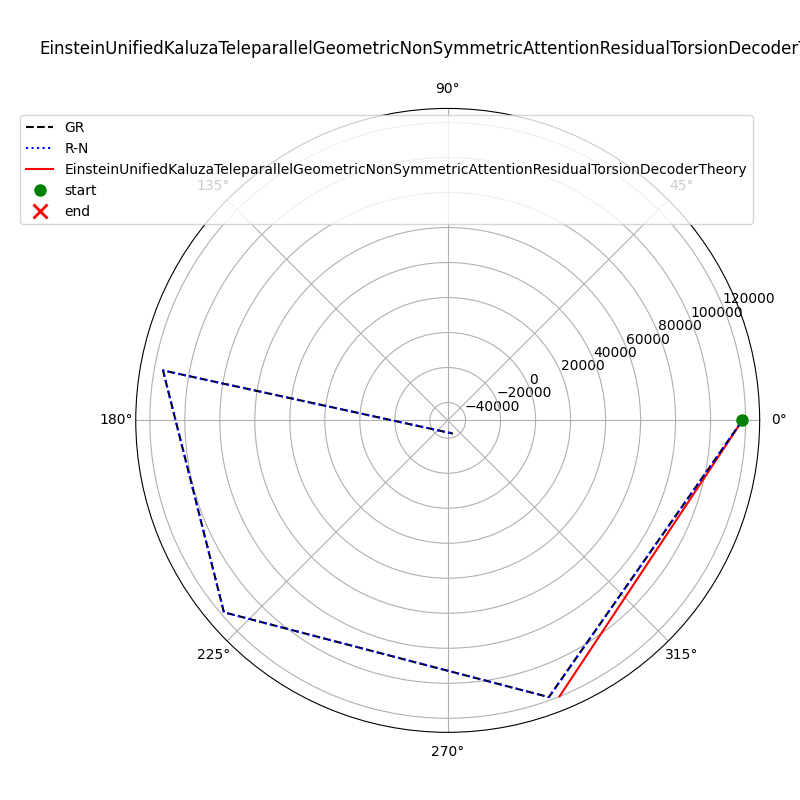 EinsteinUnifiedKaluzaTeleparallelGeometricNonSymmetricAttentionResidualTorsionDecoder
90°
GR
R-N
EinsteinUnifiedKaluzaTeleparallelGeometricNonSymmetricAttentionResidualTorsionDecoderTheory
135°
45°
start
end
120000
100000
80000
60000
40000
20000
0
−20000
−40000
180°
0°
225°
315°
270°